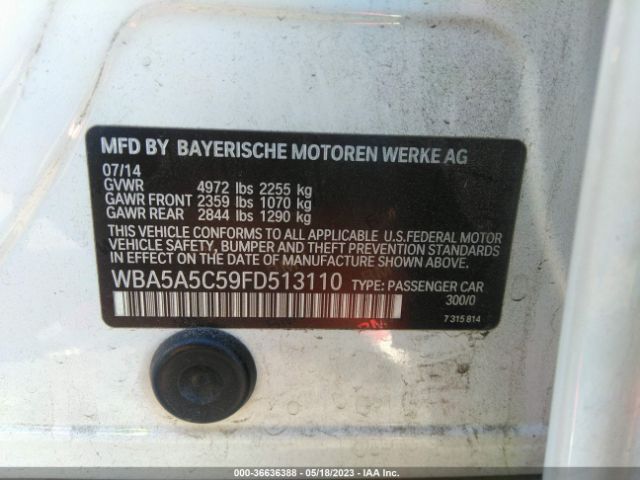 MFD BY BAYERISCHE MOTOREN WERKE AG
07/14
GVWR 4972 lbs 2255 kg
GAWR FRONT 2359 lbs 1070 kg
GAWR REAR 2844 lbs 1290 kg
THIS VEHICLE CONFORMS TO ALL APPLICABLE U.S.FEDERAL MOTOR
VEHICLE SAFETY, BUMPER AND THEFT PREVENTION STANDARDS
IN EFFECT ON THE DATE OF MANUFACTURE SHOWN ABOVE.
WBA5A5C59FD513110 TYPE: PASSENGER CAR
300/0
7 315 814
000-36636388 - 05/18/2023 - IAA Inc.